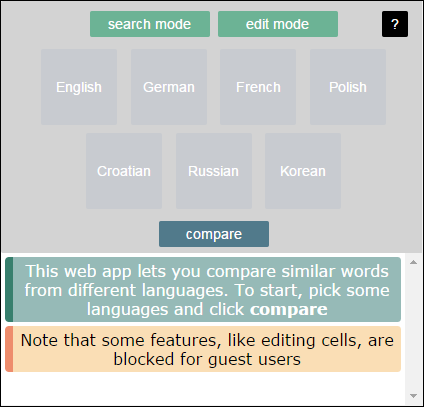 search mode edit mode ?
English German French Polish
Croatian Russian Korean
compare
This web app lets you compare similar words
from different languages. To start, pick some
languages and click compare
Note that some features, like editing cells, are
blocked for guest users